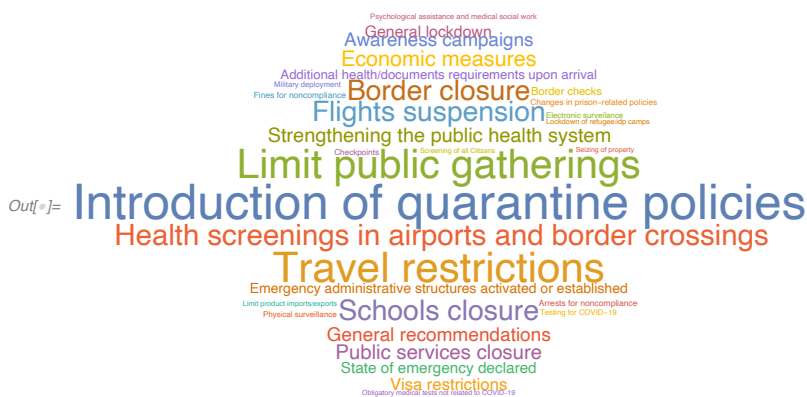 Psychological assistance and medical social work
General lockdown
Awareness campaigns
Economic measures
Additional health/documents requirements upon arrival
Military deployment
Border closure
Border checks
Fines for noncompliance
Changes in prison-related policies
Flights suspension
Electronic surveilance
Lockdown of refugee/idp camps
Strengthening the public health system
Checkpoints
Screening of all Citizens
Seizing of property
Limit public gatherings
Out[•]=
Introduction of quarantine policies
Health screenings in airports and border crossings
Travel restrictions
Emergency administrative structures activated or established
Limit product imports/exports
Schools closure
Arrests for noncompliance
Physical surveillance
Testing for COVID-19
General recommendations
Public services closure
State of emergency declared
Visa restrictions
Obligatory medical tests not related to COVID-19